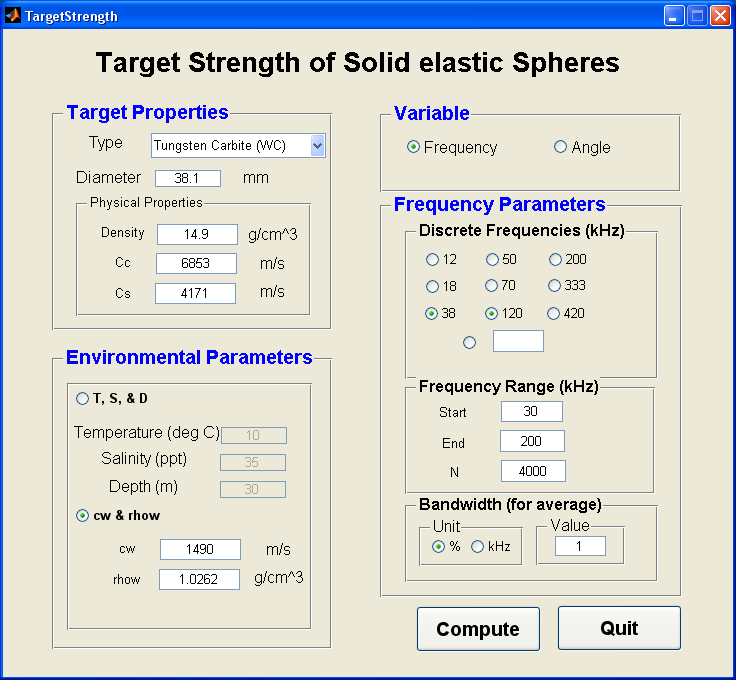 TargetStrength
Target Strength of Solid elastic Spheres
Target Properties
Type Tungsten Carbite (WC)
Diameter 38.1 mm
Physical Properties
Density 14.9 g/cm^3
Cc 6853 m/s
Cs 4171 m/s
Environmental Parameters
T, S, & D
Temperature (deg C) 10
Salinity (ppt) 35
Depth (m) 30
cw & rhow
cw 1490 m/s
rhow 1.0262 g/cm^3
Variable
Frequency Angle
Frequency Parameters
Discrete Frequencies (kHz)
12 50 200
18 70 333
38 120 420
Frequency Range (kHz)
Start 30
End 200
N 4000
Bandwidth (for average)
Unit Value
% kHz 1
Compute Quit